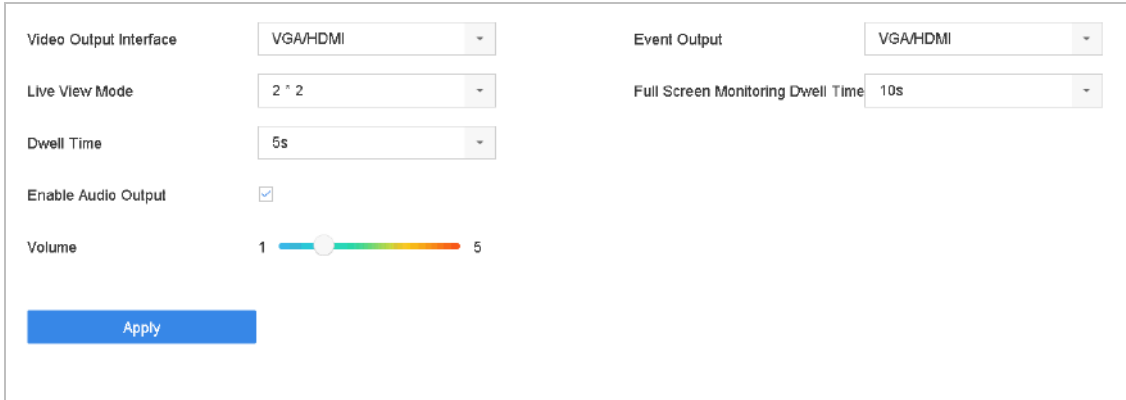 Video Output Interface VGA/HDMI Event Output VGA/HDMI
Live View Mode 2 * 2 Full Screen Monitoring Dwell Time 10s
Dwell Time 5s
Enable Audio Output
Volume 1 5
Apply